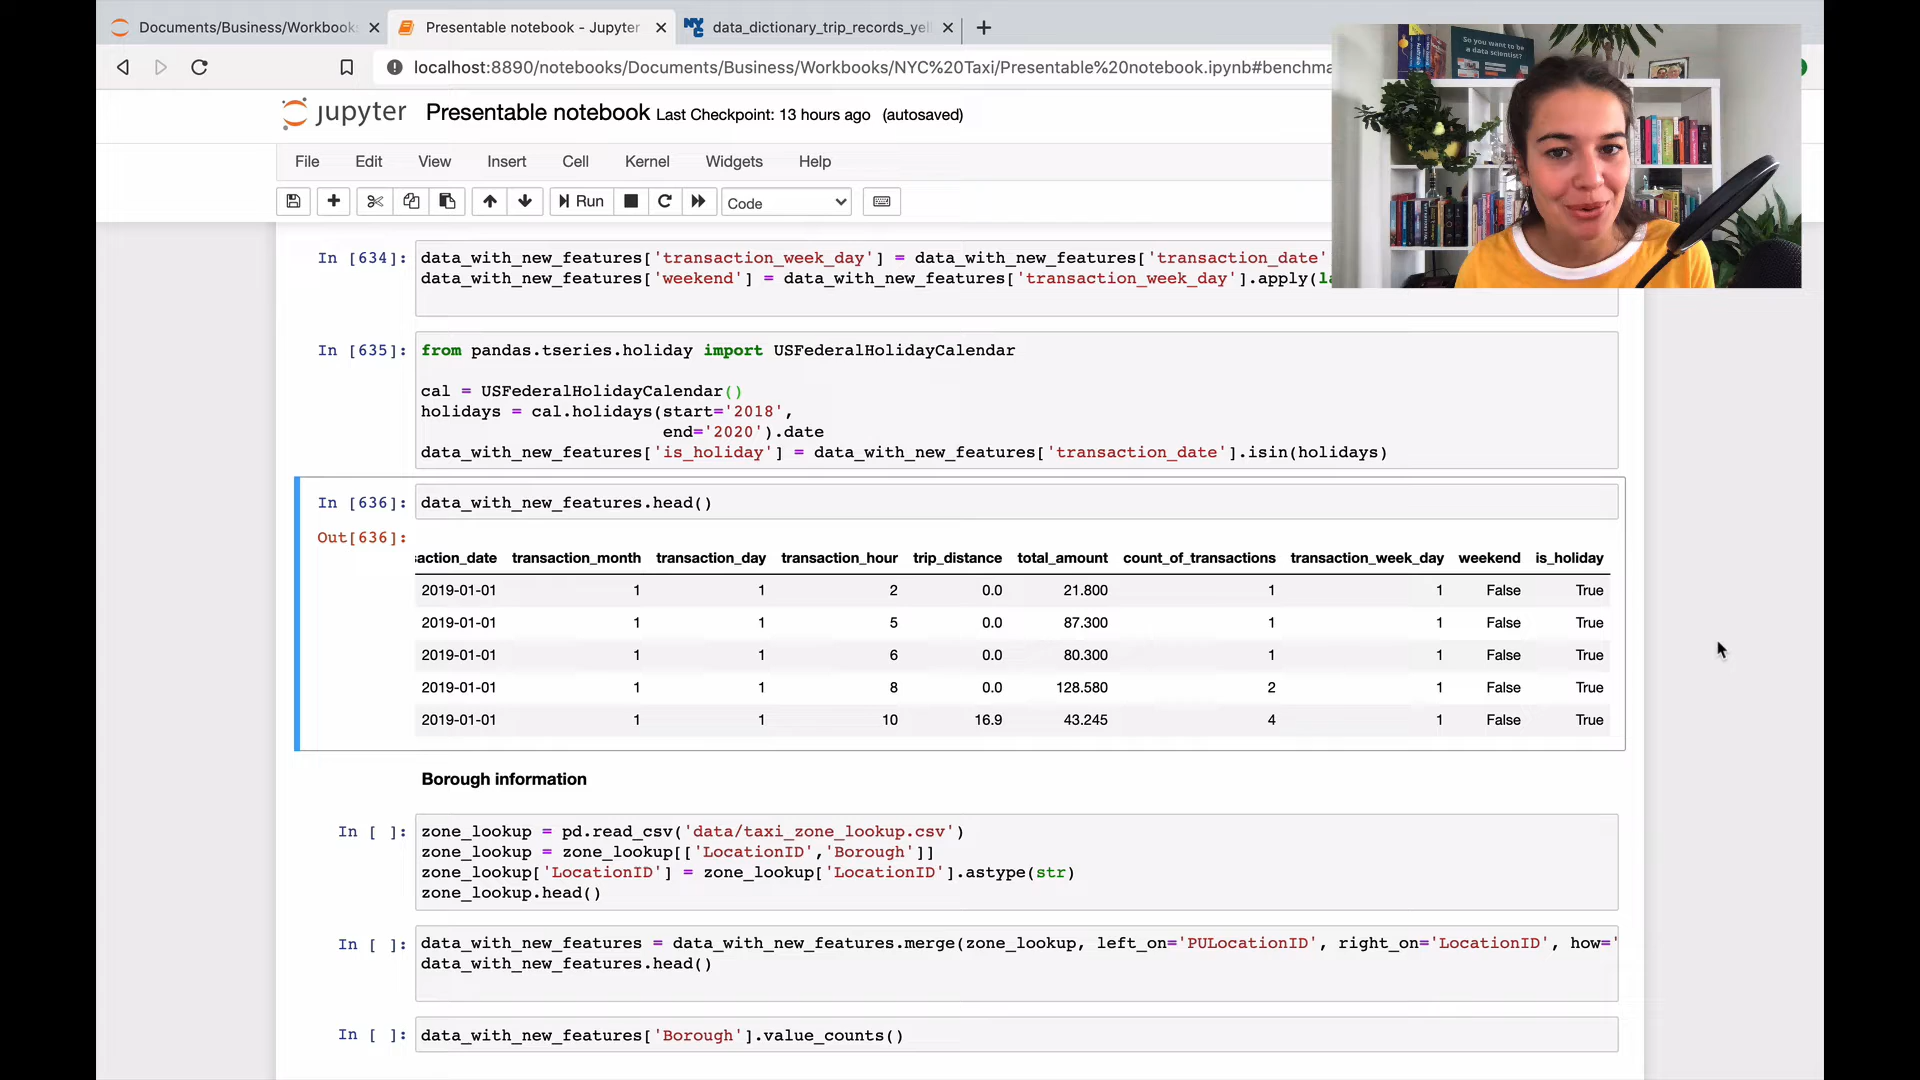 Documents/Business/Workbook
Presentable notebook - Jupyter
NYC
data_dictionary_trip_records_yel
localhost:8890/notebooks/Documents/Business/Workbooks/NYC%20Taxi/Presentable%20notebook.ipynb#benchma
So you want to be
a data scientist?
jupyter Presentable notebook Last Checkpoint: 13 hours ago (autosaved)
File Edit View Insert Cell Kernel Widgets Help
Run
Code
In [634]: data_with_new_features['transaction_week_day'] = data_with_new_features['transaction_date'
data_with_new_features['weekend'] = data_with_new_features['transaction_week_day'].apply(la
In [635]: from pandas.tseries.holiday import USFederalHolidayCalendar
cal = USFederalHolidayCalendar()
holidays = cal.holidays(start='2018',
end='2020').date
data_with_new_features['is_holiday'] = data_with_new_features['transaction_date'].isin(holidays)
In [636]: data_with_new_features.head()
Out[636]:
saction_date transaction_month transaction_day transaction_hour trip_distance total_amount count_of_transactions transaction_week_day weekend is_holiday
2019-01-01 1 1 2 0.0 21.800 1 1 False True
2019-01-01 1 1 5 0.0 87.300 1 1 False True
2019-01-01 1 1 6 0.0 80.300 1 1 False True
2019-01-01 1 1 8 0.0 128.580 2 1 False True
2019-01-01 1 1 10 16.9 43.245 4 1 False True
Borough information
In [ ]: zone_lookup = pd.read_csv('data/taxi_zone_lookup.csv')
zone_lookup = zone_lookup[['LocationID','Borough']]
zone_lookup['LocationID'] = zone_lookup['LocationID'].astype(str)
zone_lookup.head()
In [ ]: data_with_new_features = data_with_new_features.merge(zone_lookup, left_on='PULocationID', right_on='LocationID', how='
data_with_new_features.head()
In [ ]: data_with_new_features['Borough'].value_counts()